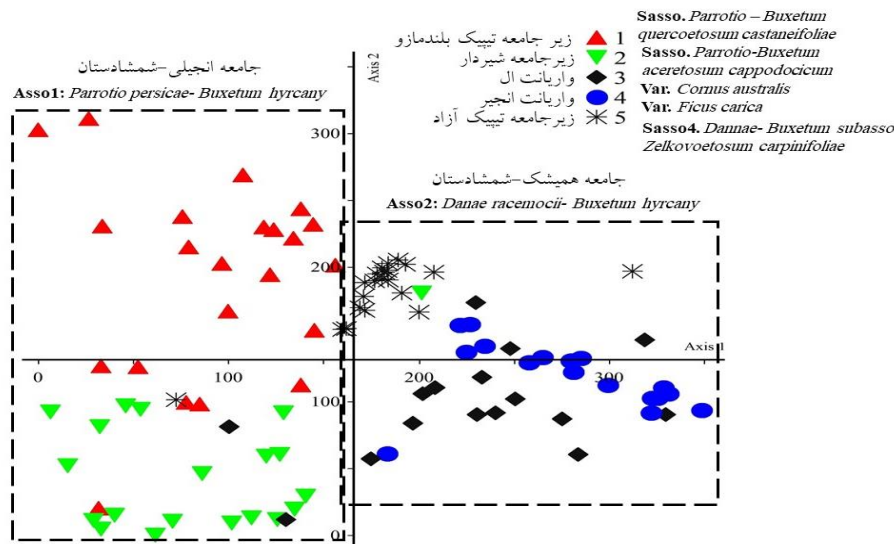 جامعه انجیلی-شمشادستان
Asso1: Parrotio persicae- Buxetum hyrcany
Axis 2
زیر جامعه تیپیک بلندمازو 1
زیرجامعه شیردار 2
واریانت ال 3
واریانت انجیر 4
زیرجامعه تیپیک آزاد 5
Sasso. Parrotio – Buxetum
quercoetosum castaneifoliae
Sasso. Parrotio-Buxetum
aceretosum cappodocicum
Var. Cornus australis
Var. Ficus carica
Sasso4. Dannae- Buxetum subasso
Zelkovoetosum carpinifoliae
جامعه همیشک-شمشادستان
Asso2: Danae racemocii- Buxetum hyrcany
300
200
Axis 1
0 100 200 300
100
0